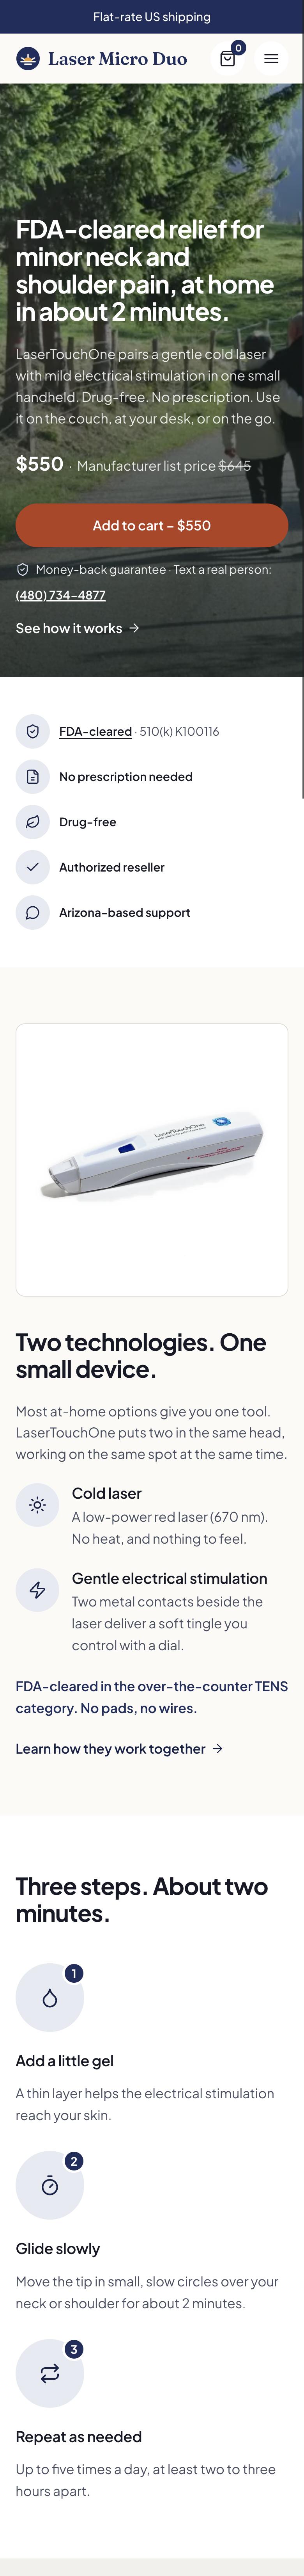 Flat-rate US shipping
Laser Micro Duo
0
FDA-cleared relief for
minor neck and
shoulder pain, at home
in about 2 minutes.
LaserTouchOne pairs a gentle cold laser
with mild electrical stimulation in one small
handheld. Drug-free. No prescription. Use
it on the couch, at your desk, or on the go.
$550 · Manufacturer list price $645
Add to cart – $550
Money-back guarantee · Text a real person:
(480) 734-4877
See how it works →
FDA-cleared · 510(k) K100116
No prescription needed
Drug-free
Authorized reseller
Arizona-based support
LaserTouchOne
Two technologies. One
small device.
Most at-home options give you one tool.
LaserTouchOne puts two in the same head,
working on the same spot at the same time.
Cold laser
A low-power red laser (670 nm).
No heat, and nothing to feel.
Gentle electrical stimulation
Two metal contacts beside the
laser deliver a soft tingle you
control with a dial.
FDA-cleared in the over-the-counter TENS
category. No pads, no wires.
Learn how they work together →
Three steps. About two
minutes.
1
Add a little gel
A thin layer helps the electrical stimulation
reach your skin.
2
Glide slowly
Move the tip in small, slow circles over your
neck or shoulder for about 2 minutes.
3
Repeat as needed
Up to five times a day, at least two to three
hours apart.